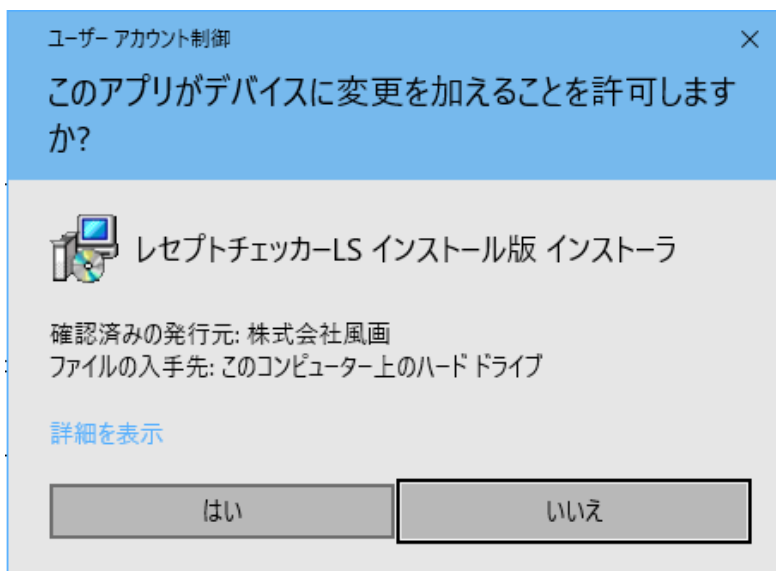 ユーザー アカウント制御
このアプリがデバイスに変更を加えることを許可します
か?
レセプトチェッカーLS インストール版 インストーラ
確認済みの発行元: 株式会社風画
ファイルの入手先: このコンピューター上のハード ドライブ
詳細を表示
はい
いいえ